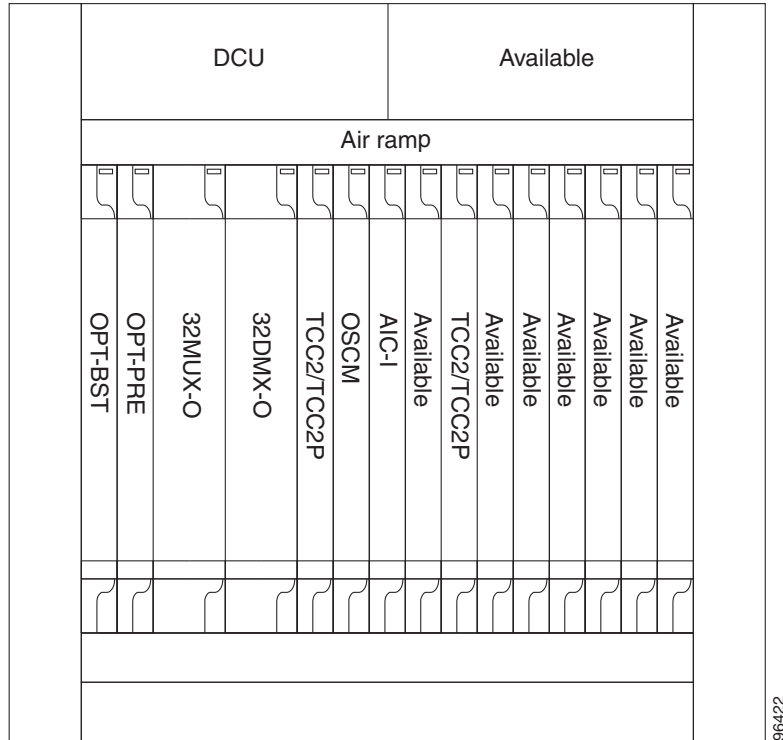 DCU
Available
Air ramp
OPT-BST
OPT-PRE
32MUX-O
32DMX-O
TCC2/TCC2P
OSCM
AIC-I
Available
TCC2/TCC2P
Available
Available
Available
Available
Available
Available
96422